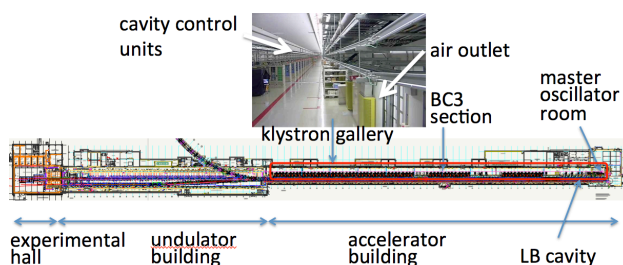 cavity control
units
air outlet
master
oscillator
room
BC3
section
klystron gallery
experimental
hall
undulator
building
accelerator
building
LB cavity